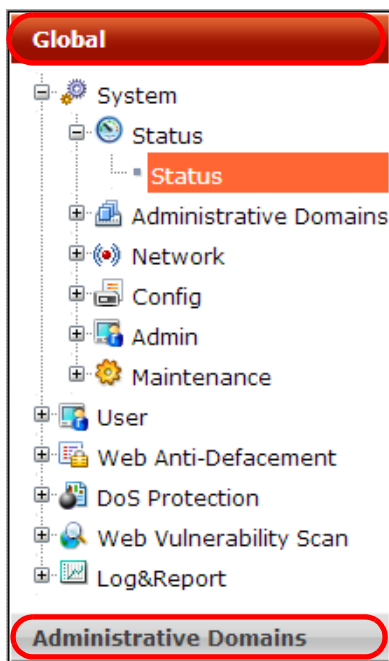 Global
System
Status
Status
Administrative Domains
Network
Config
Admin
Maintenance
User
Web Anti-Defacement
DoS Protection
Web Vulnerability Scan
Log&Report
Administrative Domains